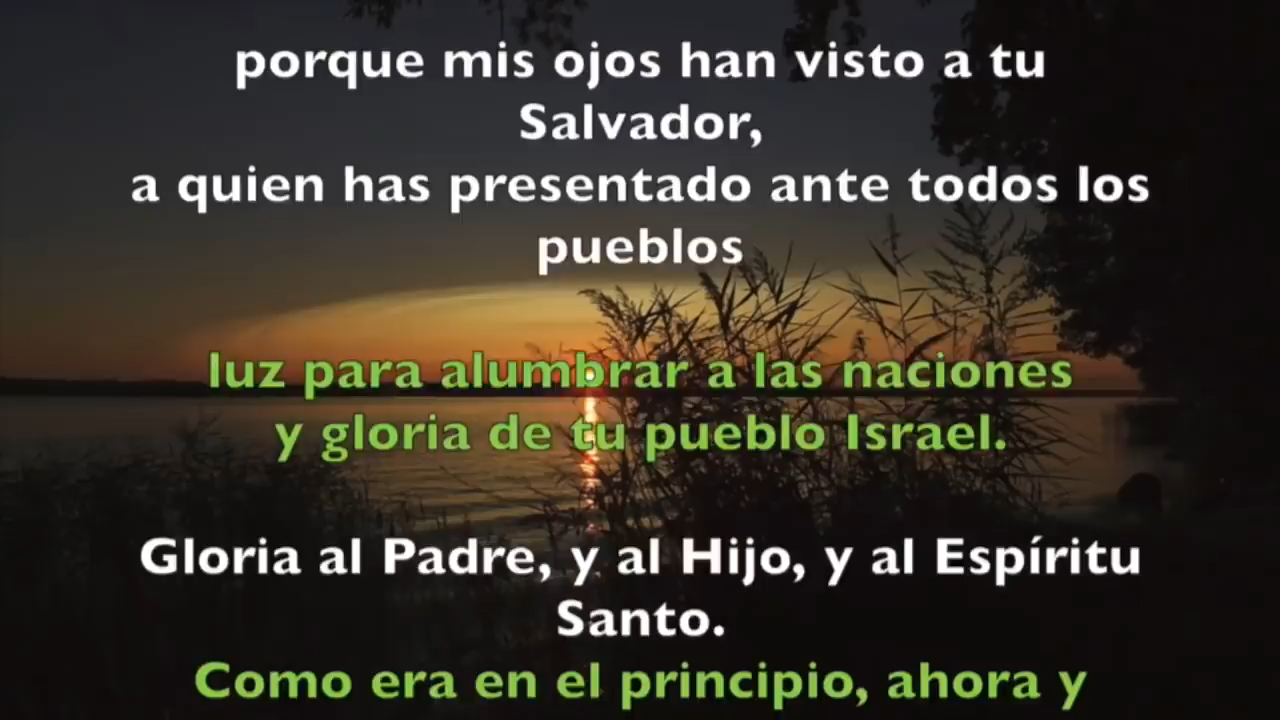 porque mis ojos han visto a tu
Salvador,
a quien has presentado ante todos los
pueblos
luz para alumbrar a las naciones
y gloria de tu pueblo Israel.
Gloria al Padre, y al Hijo, y al Espíritu
Santo.
Como era en el principio, ahora y